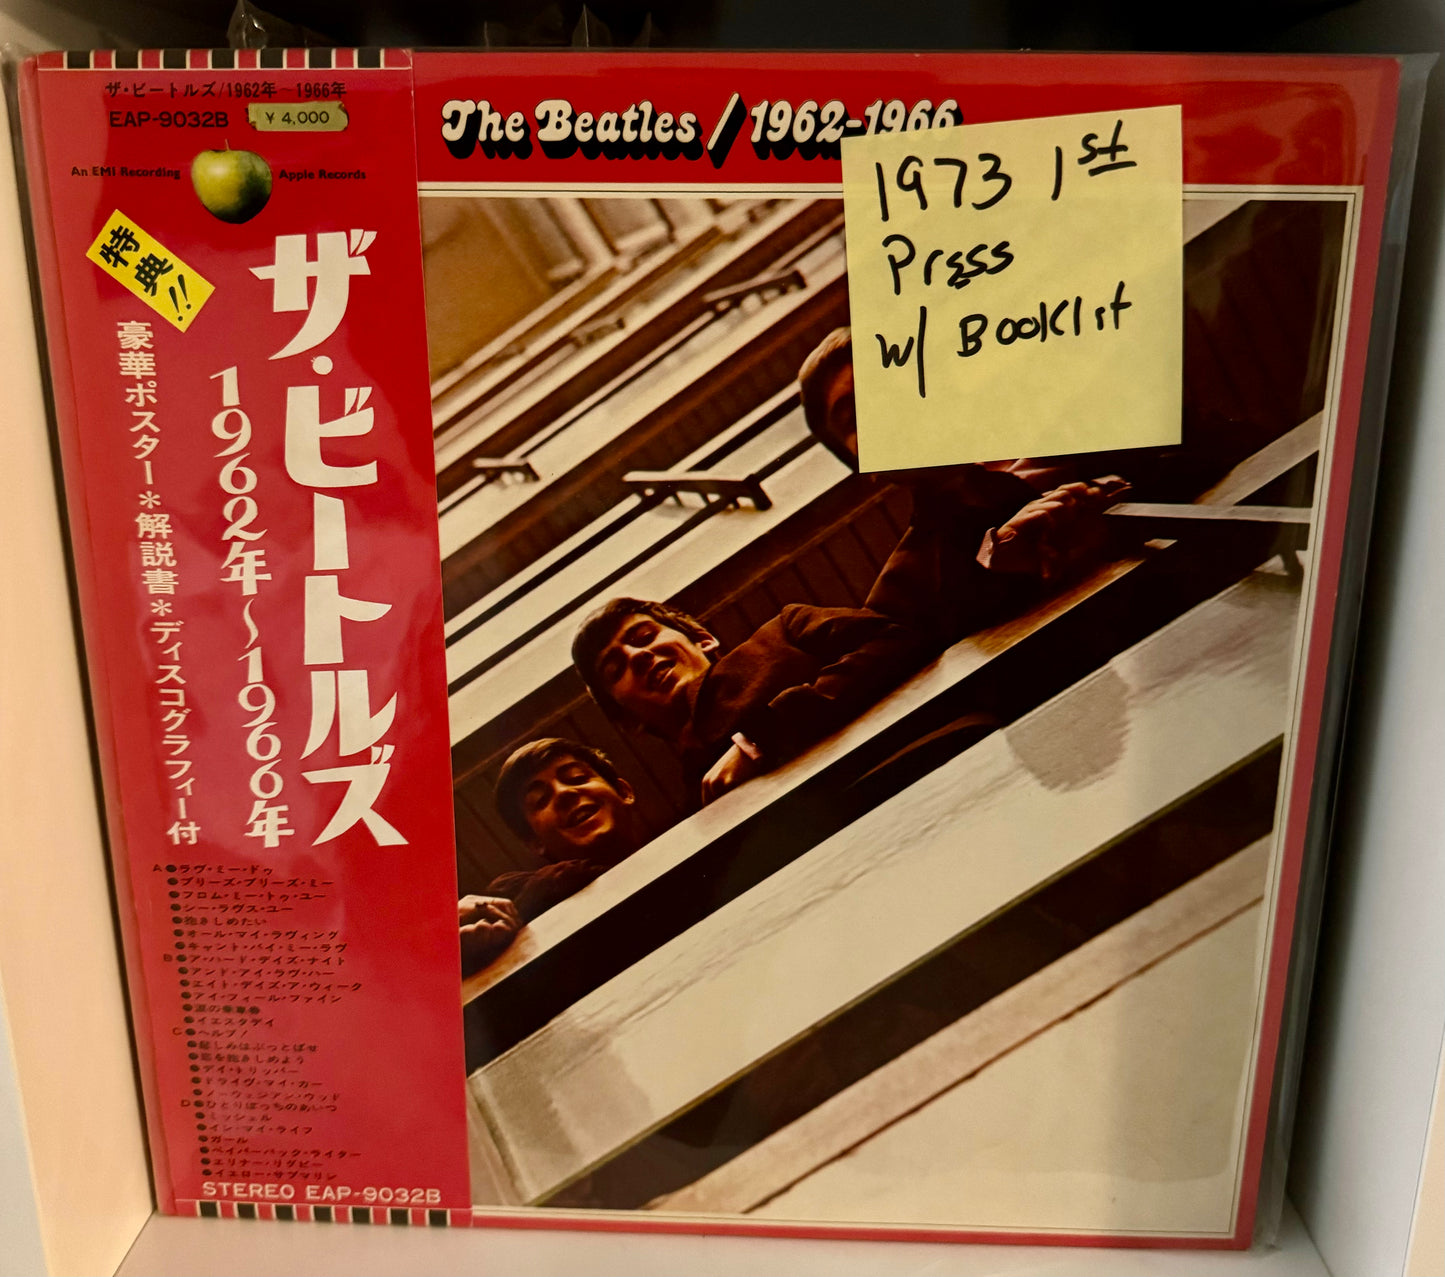 ザ・ビートルズ/1962年〜1966年
EAP-9032B ¥ 4,000
An EMI Recording Apple Records
特典!!
ザ・ビートルズ
1962年〜1966年
豪華ポスター*解説書*ディスコグラフィー付
A●ラヴ・ミー・ドゥ
●プリーズ・プリーズ・ミー
●フロム・ミー・トゥ・ユー
●シー・ラヴズ・ユー
●抱きしめたい
●オール・マイ・ラヴィング
●キャント・バイ・ミー・ラヴ
B●ア・ハード・デイズ・ナイト
●アンド・アイ・ラヴ・ハー
●エイト・デイズ・ア・ウィーク
●アイ・フィール・ファイン
●涙の乗車券
●イエスタデイ
C●ヘルプ!
●悲しみはぶっとばせ
●恋を抱きしめよう
●デイ・トリッパー
●ドライヴ・マイ・カー
●ノーウェジアン・ウッド
D●ひとりぼっちのあいつ
●ミッシェル
●イン・マイ・ライフ
●ガール
●ペイパーバック・ライター
●エリナー・リグビー
●イエロー・サブマリン
STEREO EAP-9032B
The Beatles / 1962-1966
1973 1st
Press
w/ Booklet